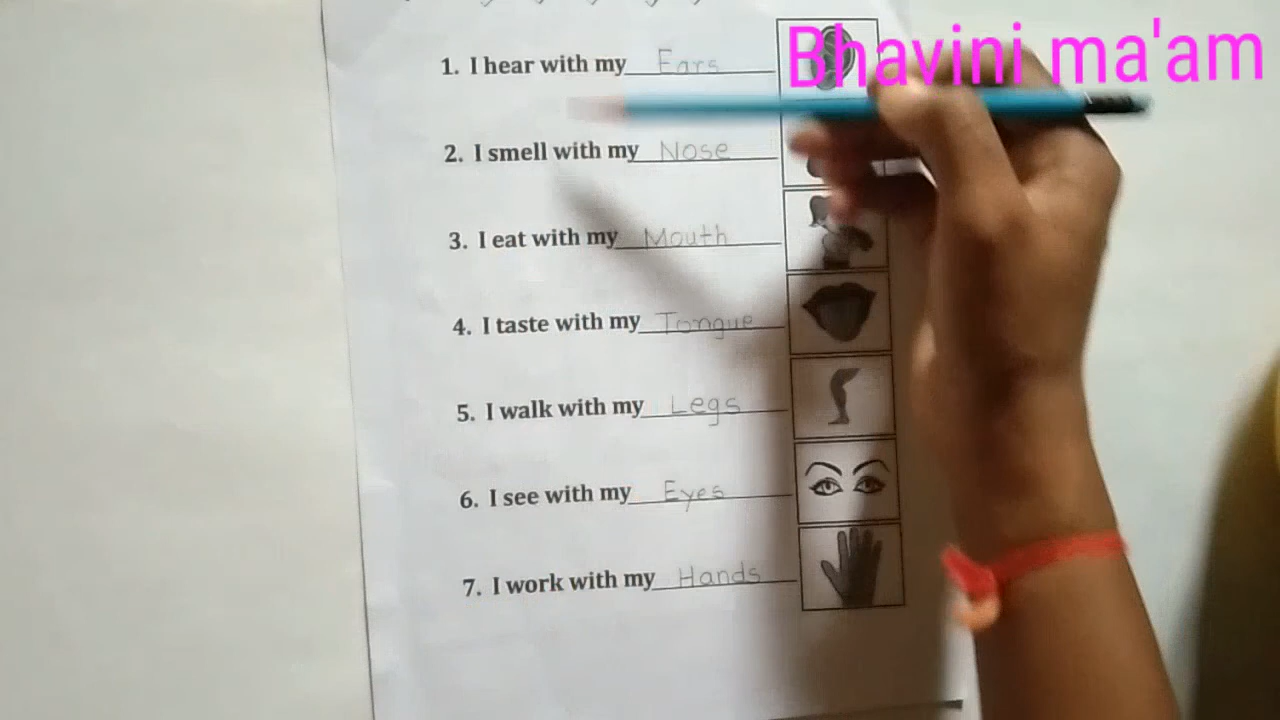 Bhavini ma'am
1. I hear with my Ears
2. I smell with my Nose
3. I eat with my Mouth
4. I taste with my Tongue
5. I walk with my Legs
6. I see with my Eyes
7. I work with my Hands